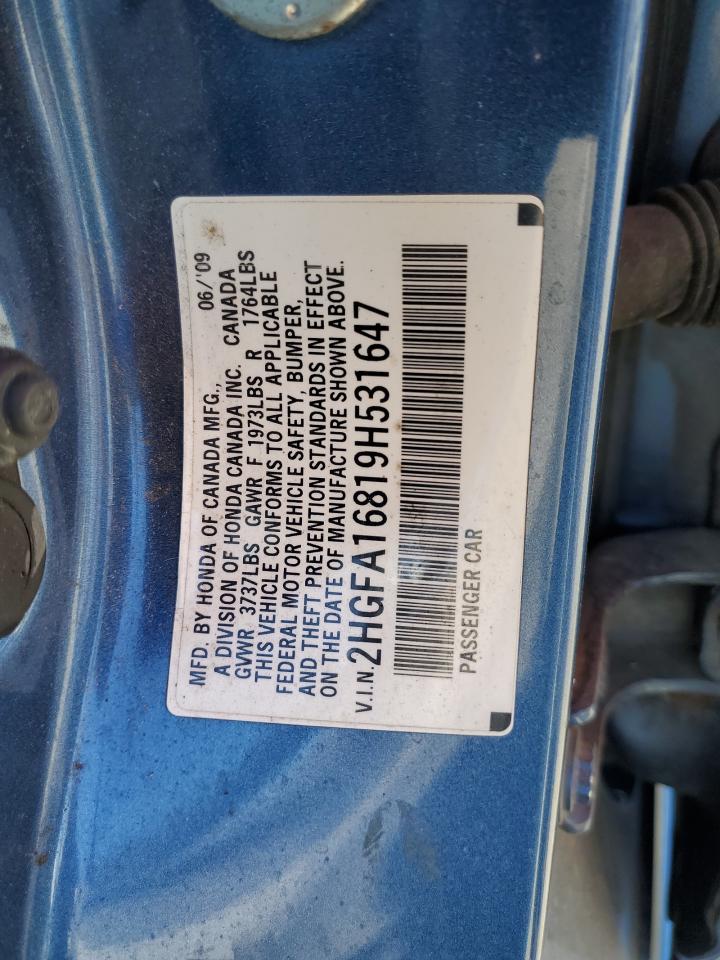 MFD. BY HONDA OF CANADA MFG., 06/'09
A DIVISION OF HONDA CANADA INC. CANADA
GVWR 3737LBS GAWR F 1973LBS R 1764LBS
THIS VEHICLE CONFORMS TO ALL APPLICABLE
FEDERAL MOTOR VEHICLE SAFETY, BUMPER,
AND THEFT PREVENTION STANDARDS IN EFFECT
ON THE DATE OF MANUFACTURE SHOWN ABOVE.
V.I.N. 2HGFA16819H531647
PASSENGER CAR